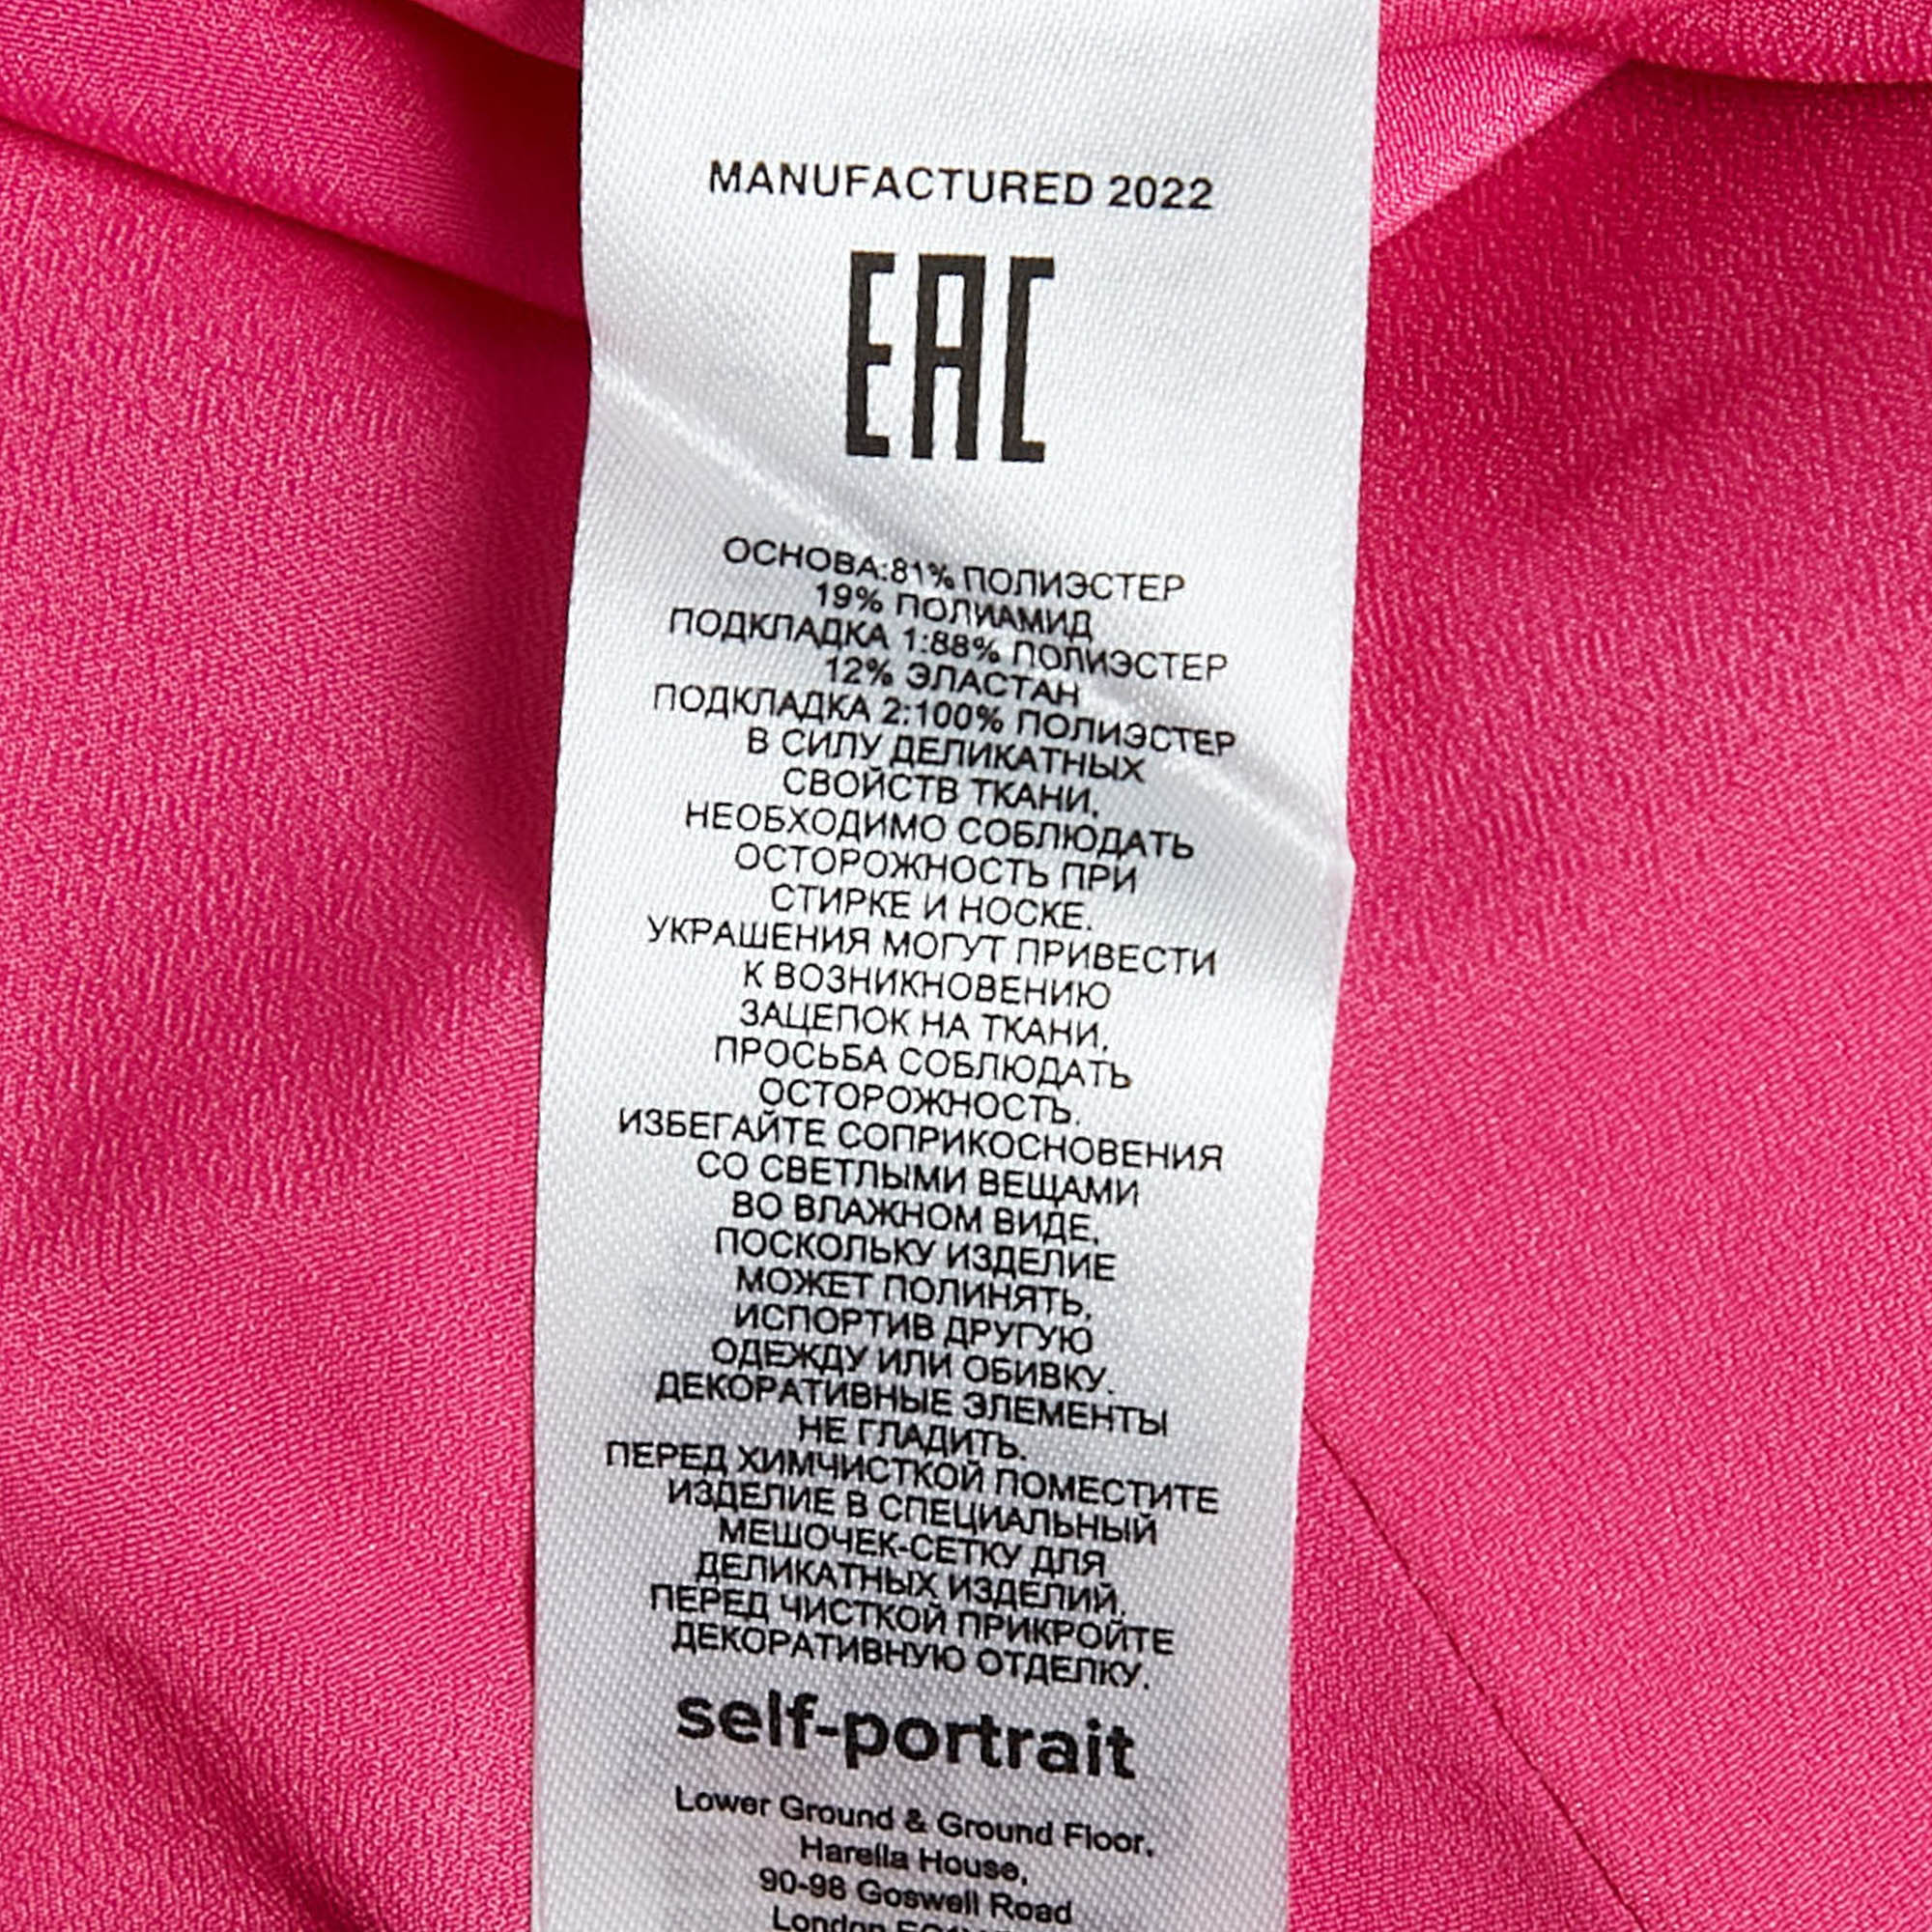 MANUFACTURED 2022
EAC
ОСНОВА:81% ПОЛИЭСТЕР
19% ПОЛИАМИД
ПОДКЛАДКА 1:88% ПОЛИЭСТЕР
12% ЭЛАСТАН
ПОДКЛАДКА 2:100% ПОЛИЭСТЕР
В СИЛУ ДЕЛИКАТНЫХ
СВОЙСТВ ТКАНИ,
НЕОБХОДИМО СОБЛЮДАТЬ
ОСТОРОЖНОСТЬ ПРИ
СТИРКЕ И НОСКЕ.
УКРАШЕНИЯ МОГУТ ПРИВЕСТИ
К ВОЗНИКНОВЕНИЮ
ЗАЦЕПОК НА ТКАНИ,
ПРОСЬБА СОБЛЮДАТЬ
ОСТОРОЖНОСТЬ.
ИЗБЕГАЙТЕ СОПРИКОСНОВЕНИЯ
СО СВЕТЛЫМИ ВЕЩАМИ
ВО ВЛАЖНОМ ВИДЕ,
ПОСКОЛЬКУ ИЗДЕЛИЕ
МОЖЕТ ПОЛИНЯТЬ,
ИСПОРТИВ ДРУГУЮ
ОДЕЖДУ ИЛИ ОБИВКУ.
ДЕКОРАТИВНЫЕ ЭЛЕМЕНТЫ
НЕ ГЛАДИТЬ.
ПЕРЕД ХИМЧИСТКОЙ ПОМЕСТИТЕ
ИЗДЕЛИЕ В СПЕЦИАЛЬНЫЙ
МЕШОЧЕК-СЕТКУ ДЛЯ
ДЕЛИКАТНЫХ ИЗДЕЛИЙ.
ПЕРЕД ЧИСТКОЙ ПРИКРОЙТЕ
ДЕКОРАТИВНУЮ ОТДЕЛКУ.
self-portrait
Lower Ground & Ground Floor,
Harella House,
90-98 Goswell Road
London